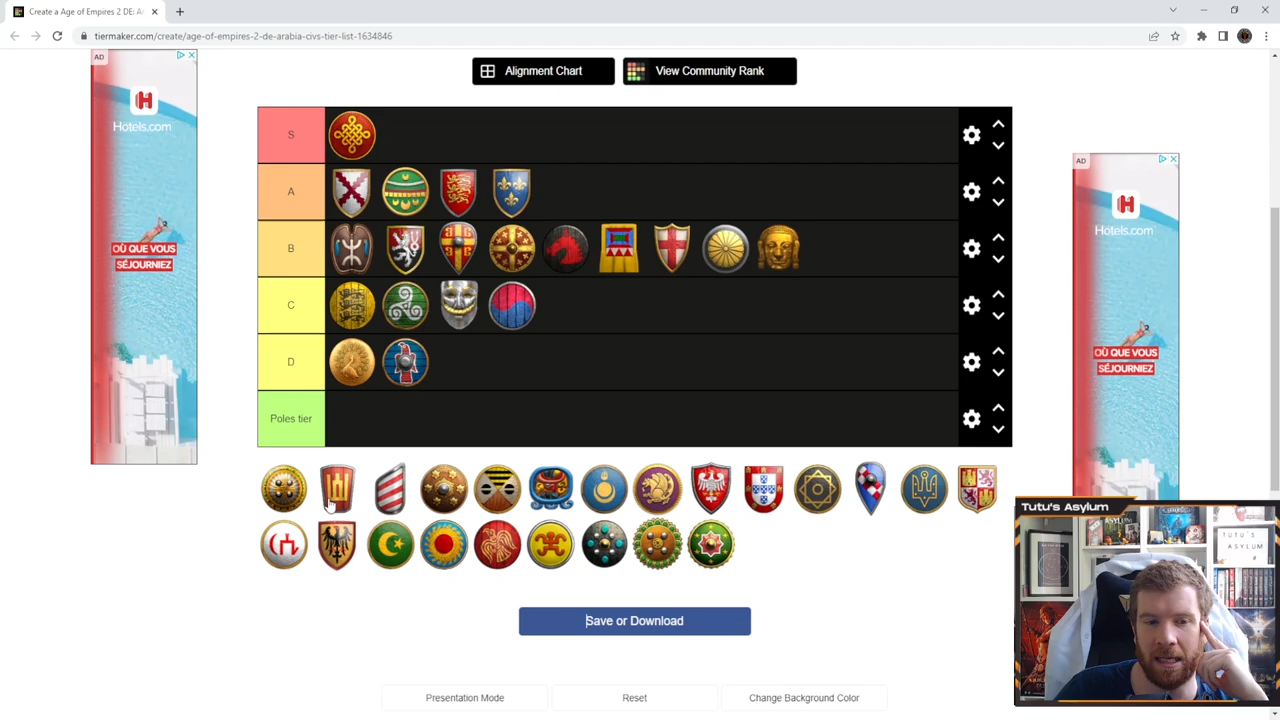 Create a Age of Empires 2 DE: A
tiermaker.com/create/age-of-empires-2-de-arabia-civs-tier-list-1634846
AD
H
Hotels.com
OÙ QUE VOUS
SÉJOURNIEZ
Alignment Chart
View Community Rank
S
A
B
C
D
Poles tier
AD
H
Hotels.com
OÙ QUE VOUS
SÉJOURNIEZ
Save or Download
Presentation Mode
Reset
Change Background Color
Tutu's Asylum
TUTU'S
ASYLUM